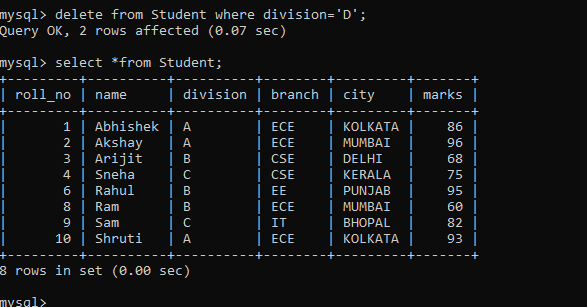 mysql> delete from Student where division='D';
Query OK, 2 rows affected (0.07 sec)
mysql> select *from Student;
+---------+----------+----------+--------+---------+-------+
| roll_no | name     | division | branch | city    | marks |
+---------+----------+----------+--------+---------+-------+
|       1 | Abhishek | A        | ECE    | KOLKATA |    86 |
|       2 | Akshay   | A        | ECE    | MUMBAI  |    96 |
|       3 | Arijit   | B        | CSE    | DELHI   |    68 |
|       4 | Sneha    | C        | CSE    | KERALA  |    75 |
|       6 | Rahul    | B        | EE     | PUNJAB  |    95 |
|       8 | Ram      | B        | ECE    | MUMBAI  |    60 |
|       9 | Sam      | C        | IT     | BHOPAL  |    82 |
|      10 | Shruti   | A        | ECE    | KOLKATA |    93 |
+---------+----------+----------+--------+---------+-------+
8 rows in set (0.00 sec)
mysql>